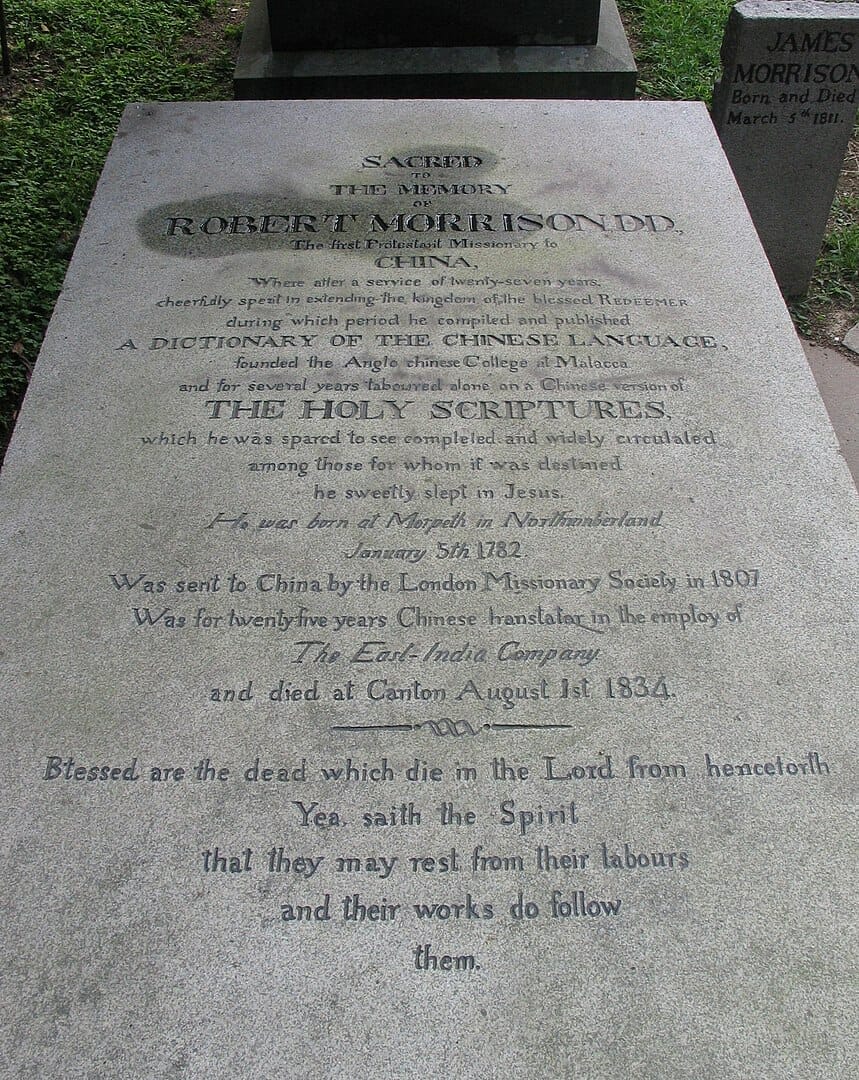 SACRED
TO
THE MEMORY
OF
ROBERT MORRISON D.D.,
The first Protestant Missionary to
CHINA,
Where after a service of twenty-seven years,
cheerfully spent in extending the kingdom of the blessed REDEEMER
during which period he compiled and published
A DICTIONARY OF THE CHINESE LANGUAGE,
founded the Anglo chinese College at Malacca
and for several years laboured alone on a Chinese version of
THE HOLY SCRIPTURES,
which he was spared to see completed and widely circulated
among those for whom it was destined
he sweetly slept in Jesus.
He was born at Morpeth in Northumberland
January 5th 1782.
Was sent to China by the London Missionary Society in 1807
Was for twenty five years Chinese translator in the employ of
The East-India Company
and died at Canton August 1st 1834.
Blessed are the dead which die in the Lord from henceforth
Yea, saith the Spirit
that they may rest from their labours
and their works do follow
them.
JAMES
MORRISON
Born and Died
March 5th 1811.